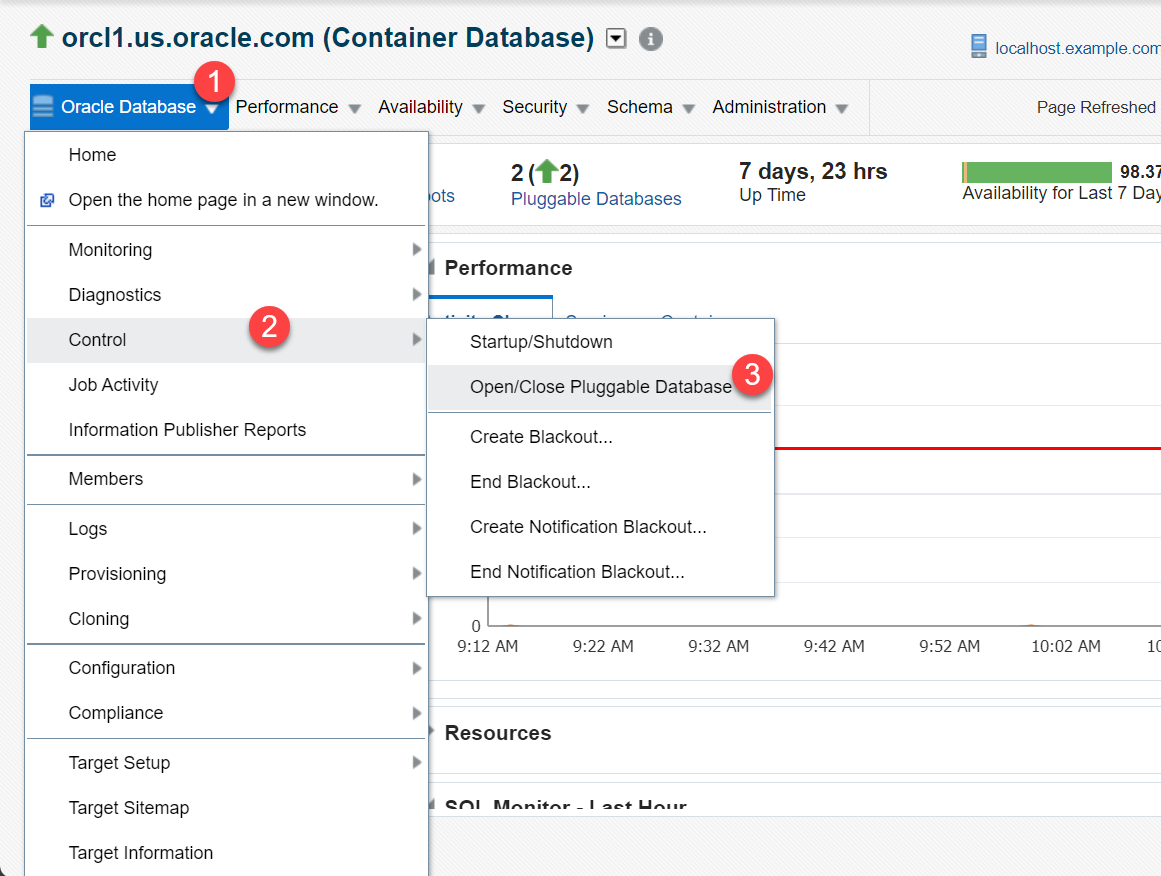 orcl1.us.oracle.com (Container Database)
localhost.example.com
1
Oracle Database Performance Availability Security Schema Administration Page Refreshed
Home
Open the home page in a new window.
Monitoring
Diagnostics
Control
2
Job Activity
Information Publisher Reports
Members
Logs
Provisioning
Cloning
Configuration
Compliance
Target Setup
Target Sitemap
Target Information
Startup/Shutdown
Open/Close Pluggable Database
3
Create Blackout...
End Blackout...
Create Notification Blackout...
End Notification Blackout...
2 (2)
Pluggable Databases
7 days, 23 hrs
Up Time
98.37
Availability for Last 7 Day
Performance
0
9:12 AM 9:22 AM 9:32 AM 9:42 AM 9:52 AM 10:02 AM 10
Resources
SQL Monitor - Last Hour